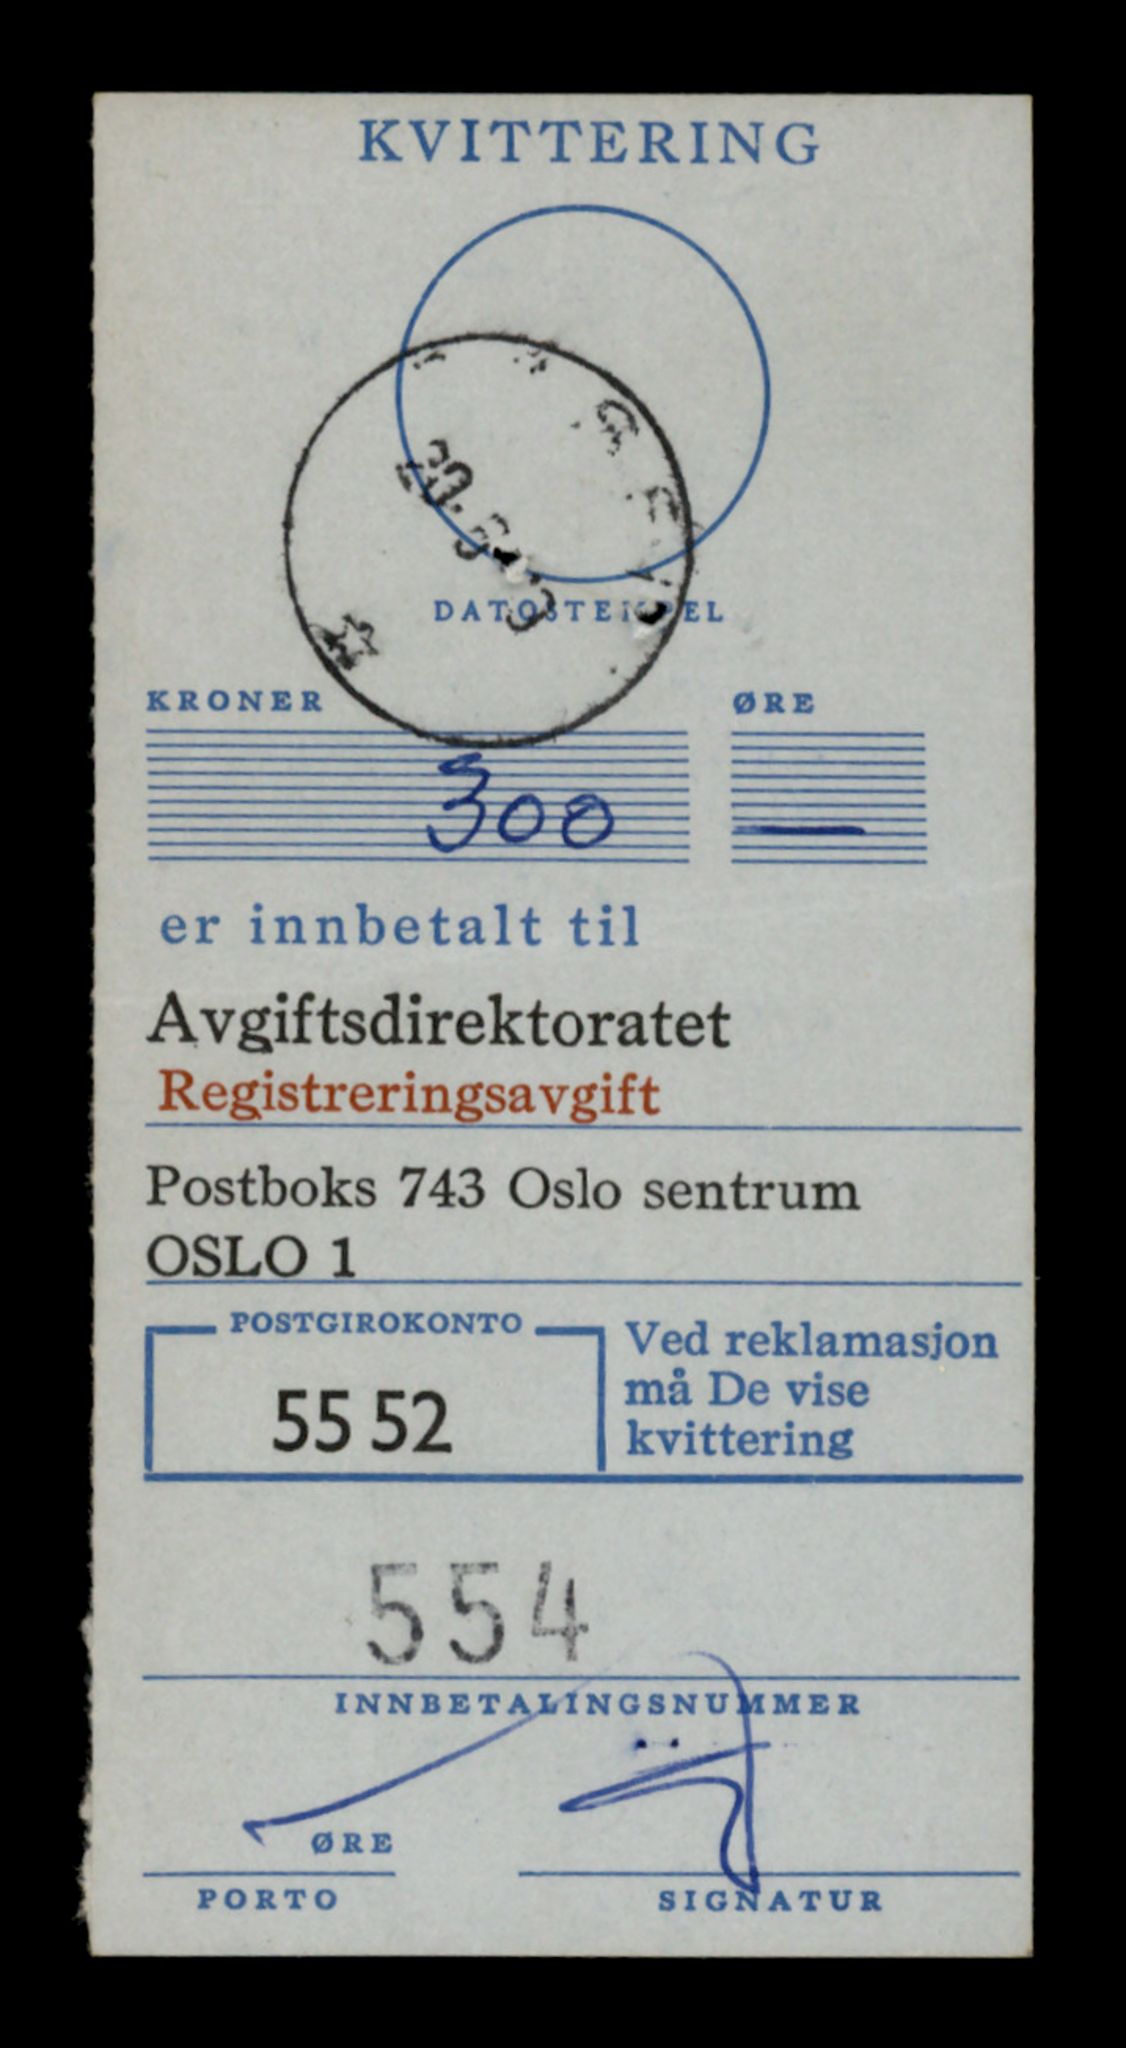 KVITTERING
DATOSTEMPEL
KRONER ØRE
300 —
er innbetalt til
Avgiftsdirektoratet
Registreringsavgift
Postboks 743 Oslo sentrum
OSLO 1
POSTGIROKONTO
55 52
Ved reklamasjon
må De vise
kvittering
554
INNBETALINGSNUMMER
ØRE
PORTO
SIGNATUR